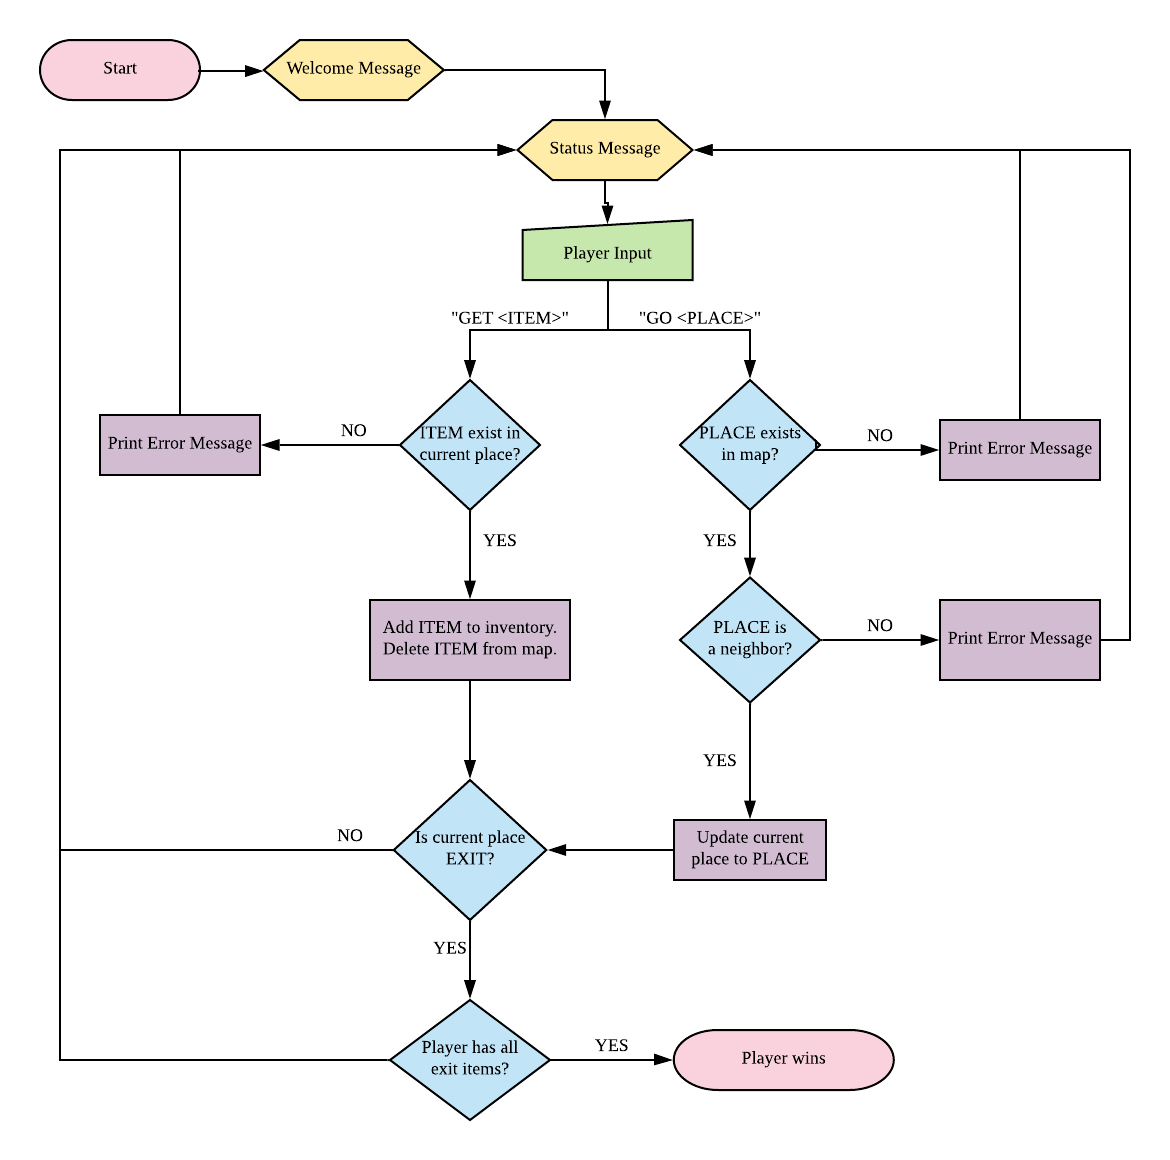 Start
Welcome Message
Status Message
Player Input
"GET <ITEM>"
"GO <PLACE>"
Print Error Message
NO
ITEM exist in
current place?
PLACE exists
in map?
NO
Print Error Message
YES
YES
Add ITEM to inventory.
Delete ITEM from map.
PLACE is
a neighbor?
NO
Print Error Message
YES
NO
Is current place
EXIT?
Update current
place to PLACE
YES
Player has all
exit items?
YES
Player wins